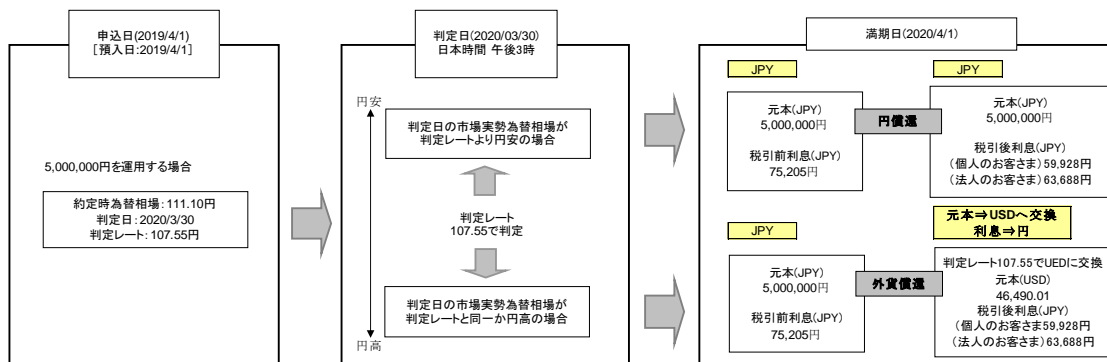 申込日(2019/4/1)
[預入日:2019/4/1]
5,000,000円を運用する場合
約定時為替相場:111.10円
判定日:2020/3/30
判定レート:107.55円
判定日(2020/03/30)
日本時間 午後3時
円安
判定日の市場実勢為替相場が
判定レートより円安の場合
判定レート
107.55で判定
判定日の市場実勢為替相場が
判定レートと同一か円高の場合
円高
満期日(2020/4/1)
JPY
元本(JPY)
5,000,000円
税引前利息(JPY)
75,205円
円償還
JPY
元本(JPY)
5,000,000円
税引後利息(JPY)
(個人のお客さま)59,928円
(法人のお客さま)63,688円
JPY
元本(JPY)
5,000,000円
税引前利息(JPY)
75,205円
外貨償還
元本⇒USDへ交換
利息⇒円
判定レート107.55でUEDに交換
元本(USD)
46,490.01
税引後利息(JPY)
(個人のお客さま)59,928円
(法人のお客さま)63,688円